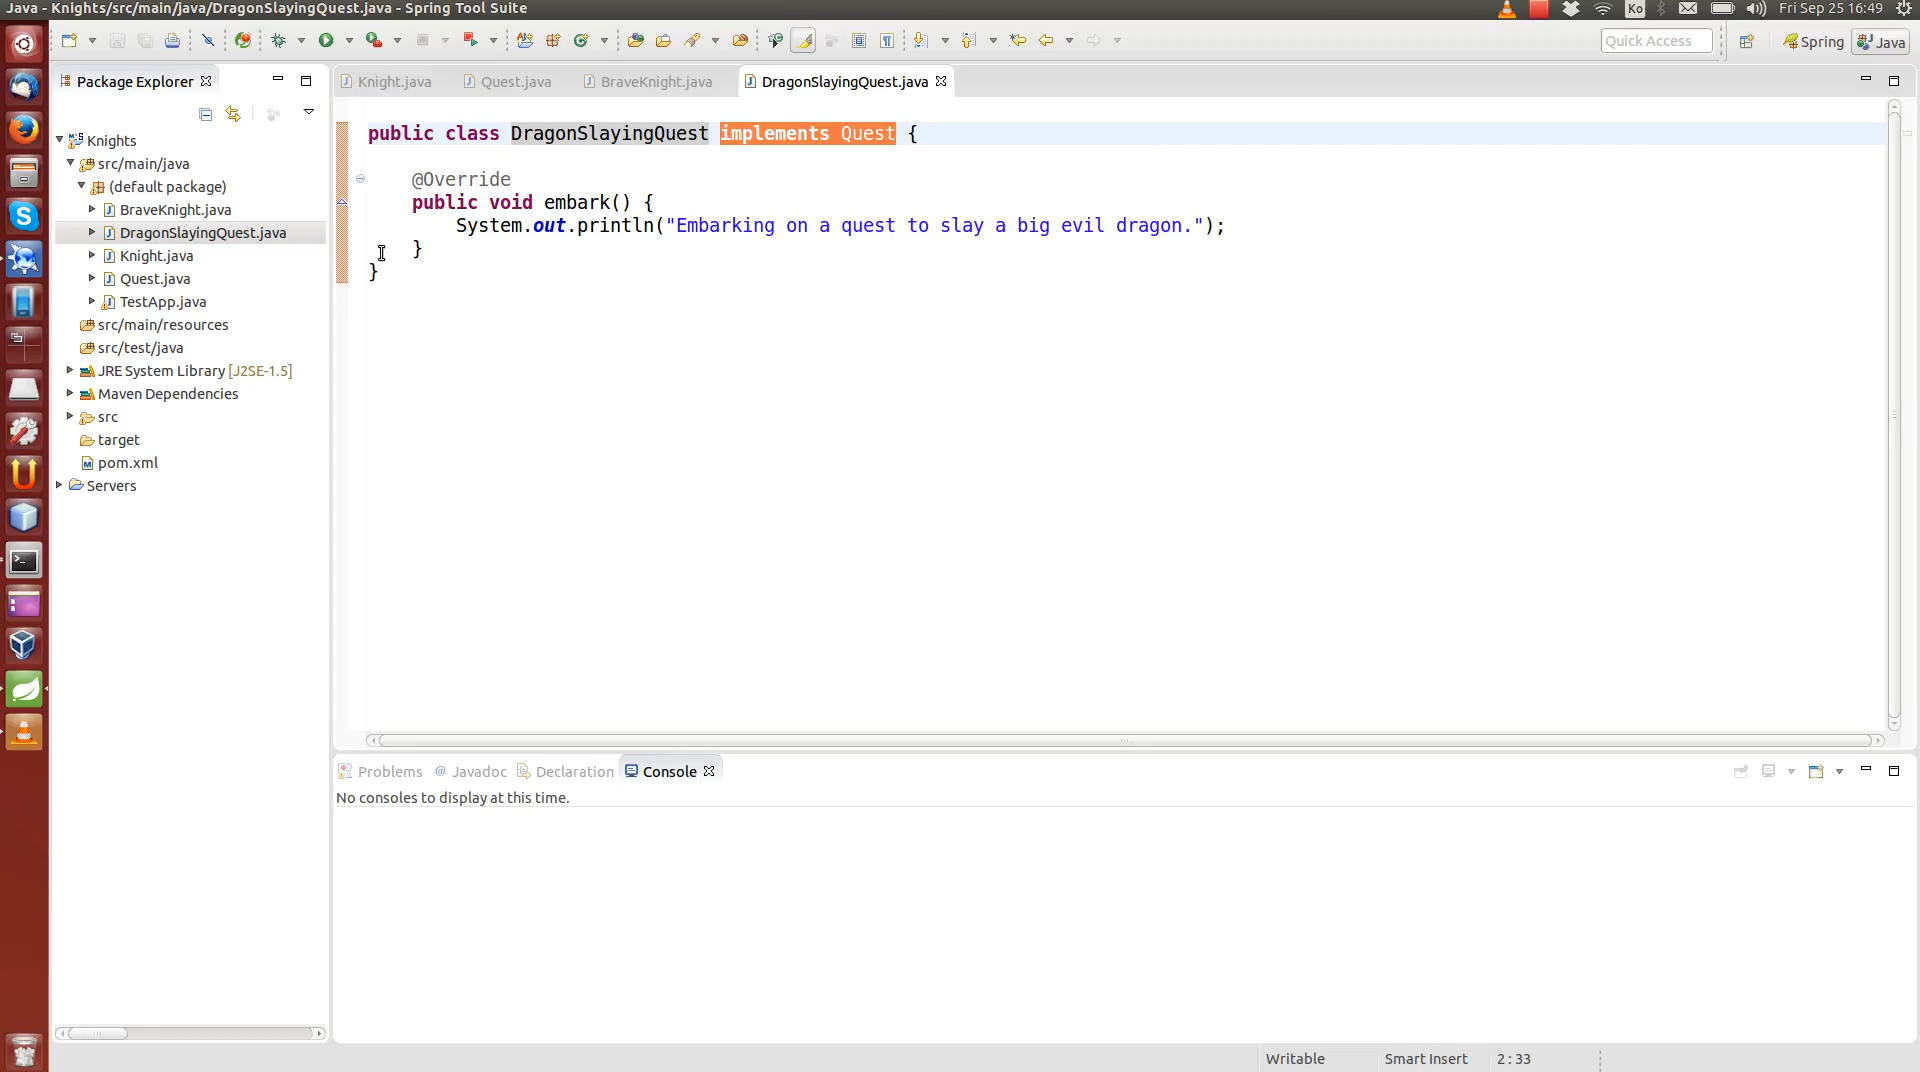 Java - Knights/src/main/java/DragonSlayingQuest.java - Spring Tool Suite
Ko
Fri Sep 25 16:49
Quick Access
Spring
Java
Package Explorer
Knights
src/main/java
(default package)
BraveKnight.java
DragonSlayingQuest.java
Knight.java
Quest.java
TestApp.java
src/main/resources
src/test/java
JRE System Library [J2SE-1.5]
Maven Dependencies
src
target
pom.xml
Servers
Knight.java
Quest.java
BraveKnight.java
DragonSlayingQuest.java
public class DragonSlayingQuest implements Quest {
@Override
public void embark() {
System.out.println("Embarking on a quest to slay a big evil dragon.");
}
}
Problems
@ Javadoc
Declaration
Console
No consoles to display at this time.
Writable
Smart Insert
2 : 33